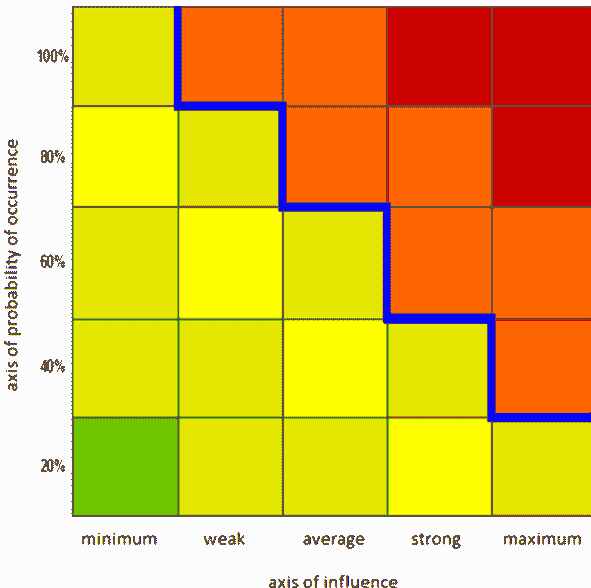 100%
80%
60%
40%
20%
axis of probability of occurrence
minimum weak average strong maximum
axis of influence